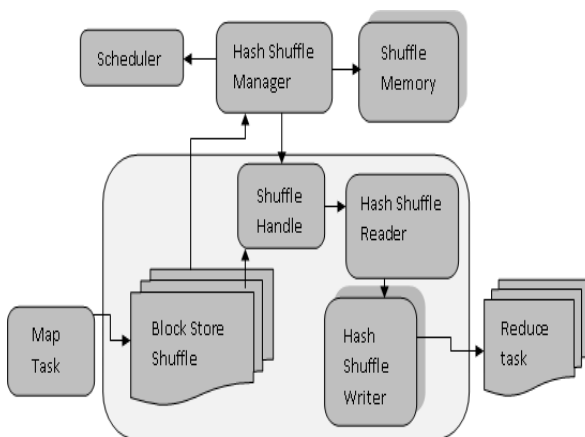 Scheduler
Hash Shuffle
Manager
Shuffle
Memory
Shuffle
Handle
Hash Shuffle
Reader
Map
Task
Block Store
Shuffle
Hash
Shuffle
Writer
Reduce
task